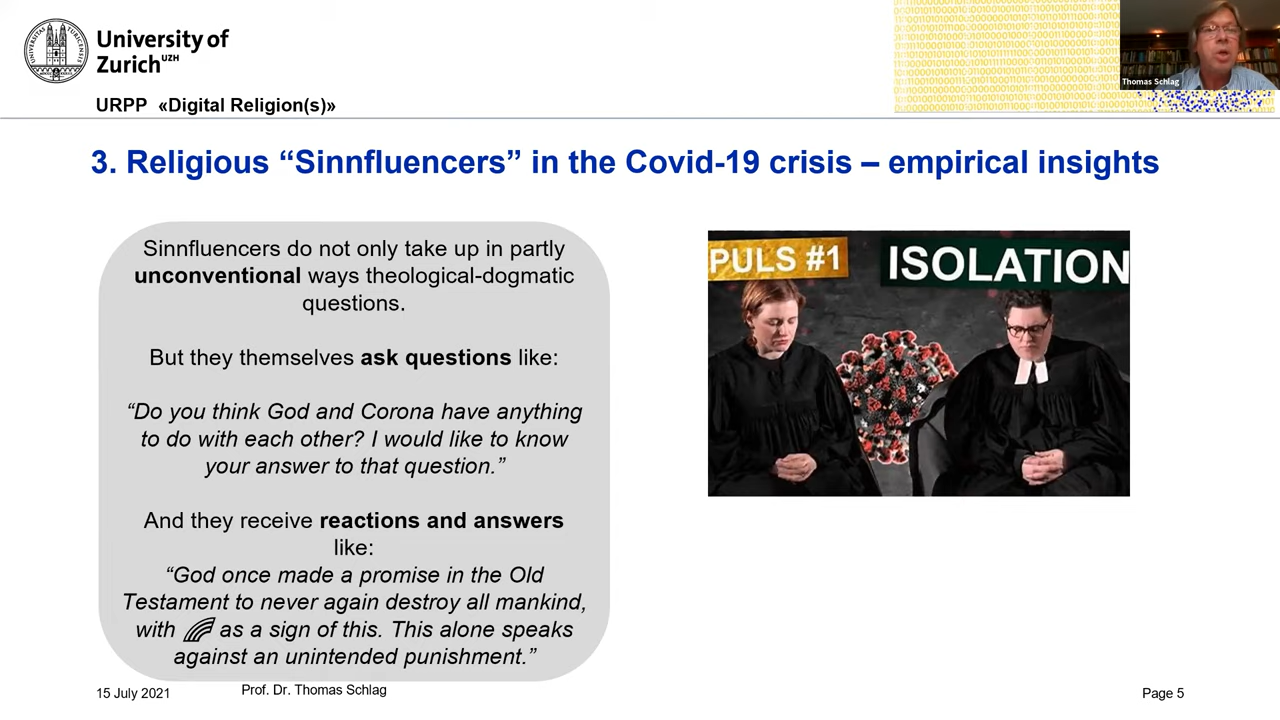 University of
Zurich UZH
URPP «Digital Religion(s)»
Thomas Schlag
3. Religious “Sinnfluencers” in the Covid-19 crisis – empirical insights
Sinnfluencers do not only take up in partly
unconventional ways theological-dogmatic
questions.
But they themselves ask questions like:
“Do you think God and Corona have anything
to do with each other? I would like to know
your answer to that question.”
And they receive reactions and answers
like:
“God once made a promise in the Old
Testament to never again destroy all mankind,
with as a sign of this. This alone speaks
against an unintended punishment.”
PULS #1
ISOLATION
15 July 2021
Prof. Dr. Thomas Schlag
Page 5